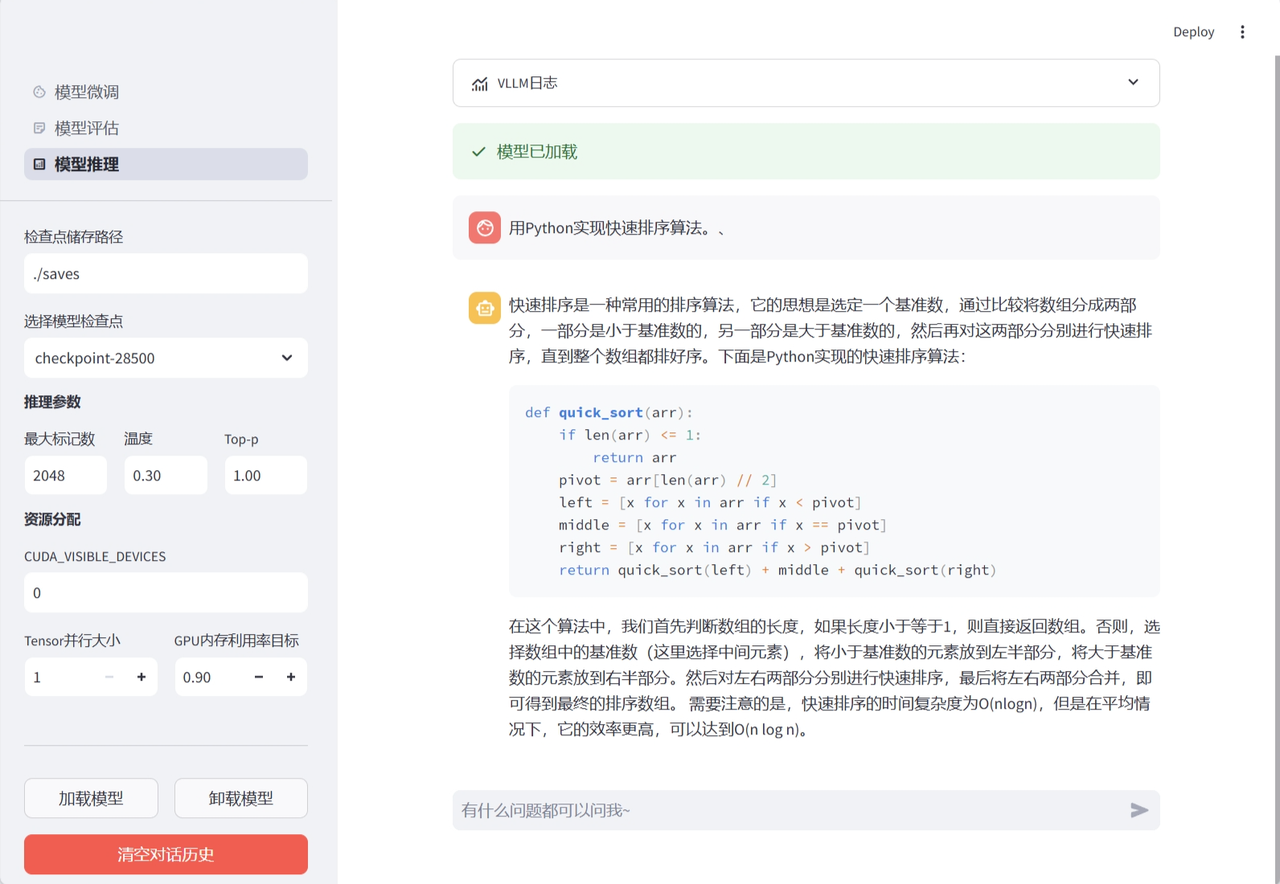 Deploy
模型微调
模型评估
模型推理
检查点储存路径
./saves
选择模型检查点
checkpoint-28500
推理参数
最大标记数 温度 Top-p
2048 0.30 1.00
资源分配
CUDA_VISIBLE_DEVICES
0
Tensor并行大小 GPU内存利用率目标
1 − + 0.90 − +
加载模型 卸载模型
清空对话历史
VLLM日志
模型已加载
用Python实现快速排序算法。、
快速排序是一种常用的排序算法，它的思想是选定一个基准数，通过比较将数组分成两部
分，一部分是小于基准数的，另一部分是大于基准数的，然后再对这两部分分别进行快速排
序，直到整个数组都排好序。下面是Python实现的快速排序算法：
def quick_sort(arr):
    if len(arr) <= 1:
        return arr
    pivot = arr[len(arr) // 2]
    left = [x for x in arr if x < pivot]
    middle = [x for x in arr if x == pivot]
    right = [x for x in arr if x > pivot]
    return quick_sort(left) + middle + quick_sort(right)
在这个算法中，我们首先判断数组的长度，如果长度小于等于1，则直接返回数组。否则，选
择数组中的基准数（这里选择中间元素），将小于基准数的元素放到左半部分，将大于基准
数的元素放到右半部分。然后对左右两部分分别进行快速排序，最后将左右两部分合并，即
可得到最终的排序数组。 需要注意的是，快速排序的时间复杂度为O(nlogn)，但是在平均情
况下，它的效率更高，可以达到O(n log n)。
有什么问题都可以问我~